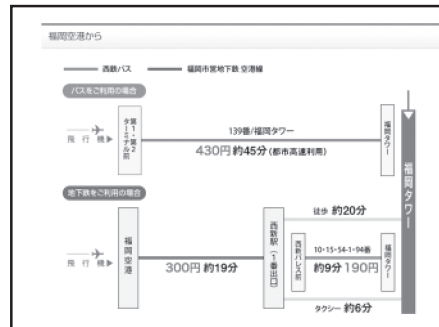 福岡空港から
西鉄バス
福岡市営地下鉄 空港線
バスをご利用の場合
飛行機▶
第1・第2
ターミナル前
139番/福岡タワー
430円 約45分(都市高速利用)
福岡タワー
福岡タワー
地下鉄をご利用の場合
飛行機▶
福岡空港
300円 約19分
西新駅(1番出口)
徒歩 約20分
西新パレス前
10・15・54-1・94番
約9分 190円
福岡タワー
タクシー 約6分